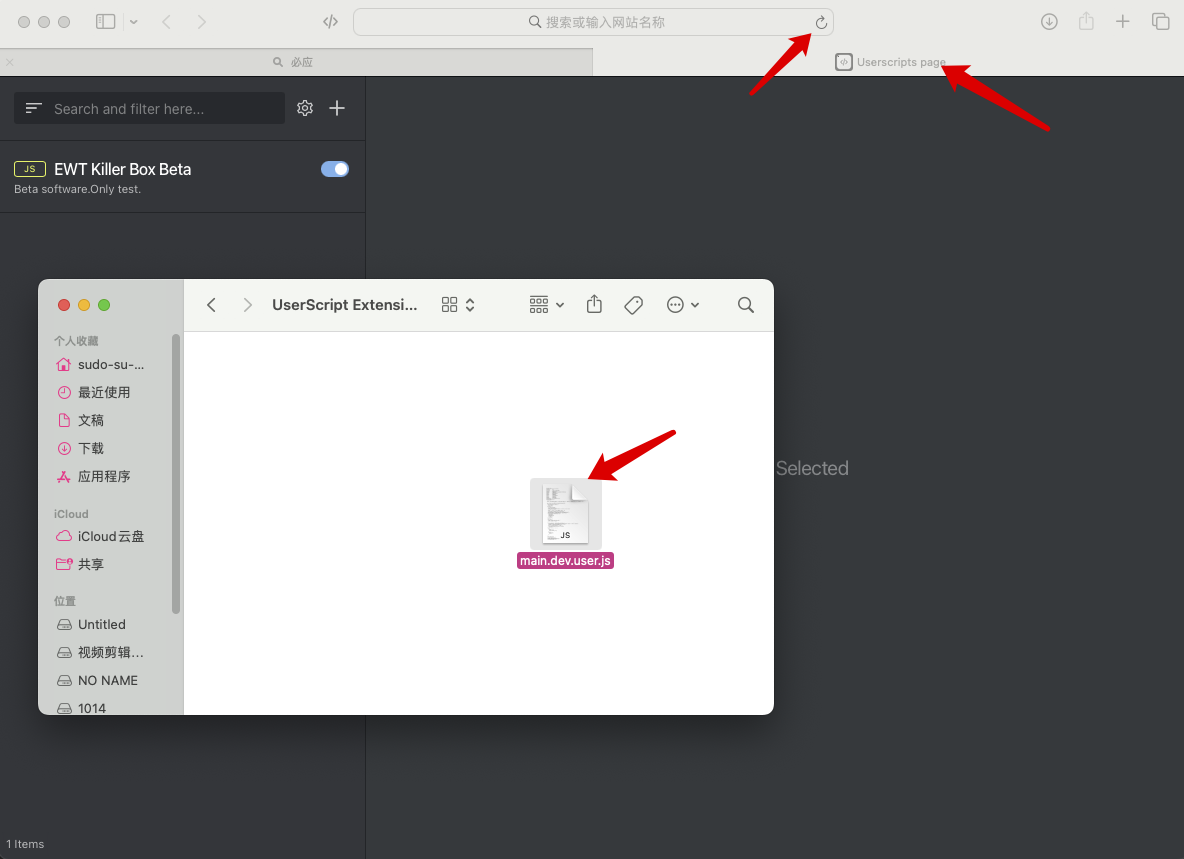 搜索或输入网站名称
必应
Userscripts page
Search and filter here...
JS
EWT Killer Box Beta
Beta software.Only test.
UserScript Extensi...
个人收藏
sudo-su-...
最近使用
文稿
下载
应用程序
iCloud
iCloud云盘
共享
位置
Untitled
视频剪辑...
NO NAME
1014
JS
main.dev.user.js
Selected
1 Items